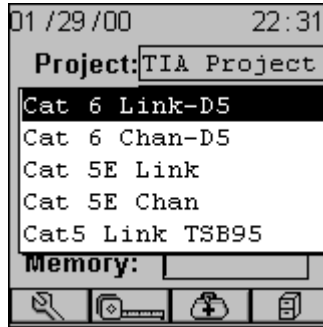 01/29/00 22:31
Project: TIA Project
Cat 6 Link-D5
Cat 6 Chan-D5
Cat 5E Link
Cat 5E Chan
Cat5 Link TSB95
Memory: